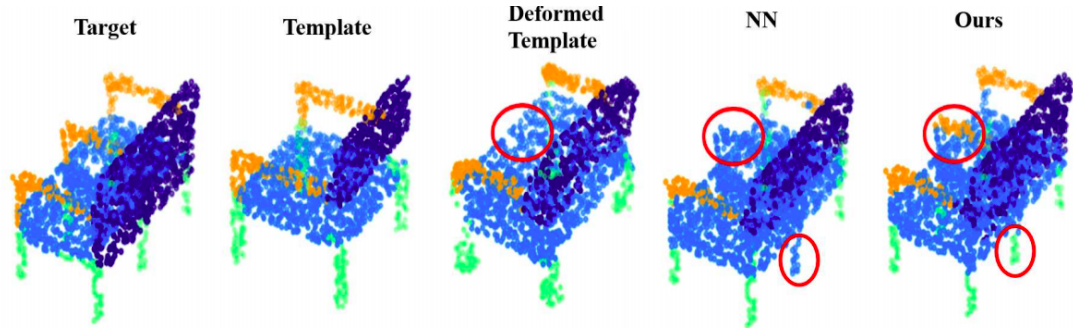 Target
Template
Deformed
Template
NN
Ours